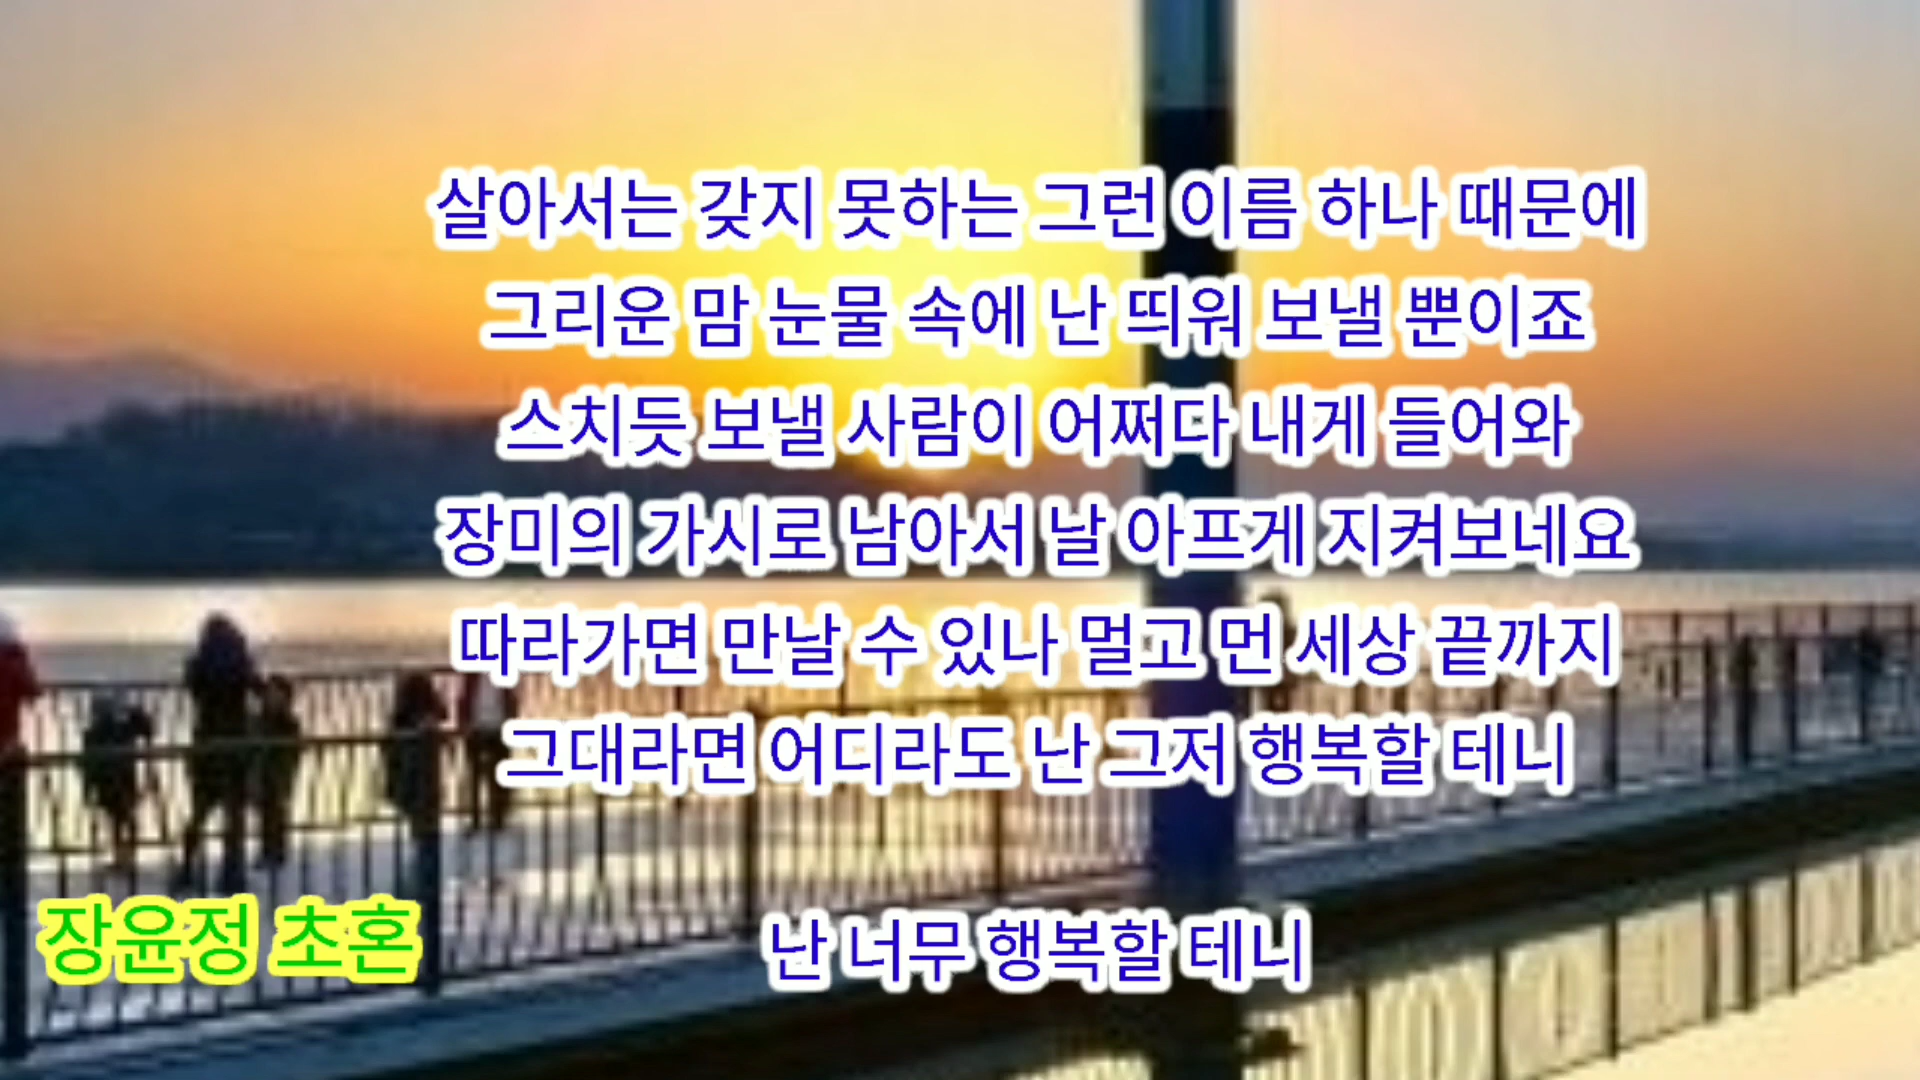 살아서는 갖지 못하는 그런 이름 하나 때문에
그리운 맘 눈물 속에 난 띄워 보낼 뿐이죠
스치듯 보낼 사람이 어쩌다 내게 들어와
장미의 가시로 남아서 날 아프게 지켜보네요
따라가면 만날 수 있나 멀고 먼 세상 끝까지
그대라면 어디라도 난 그저 행복할 테니
난 너무 행복할 테니
장윤정 초혼